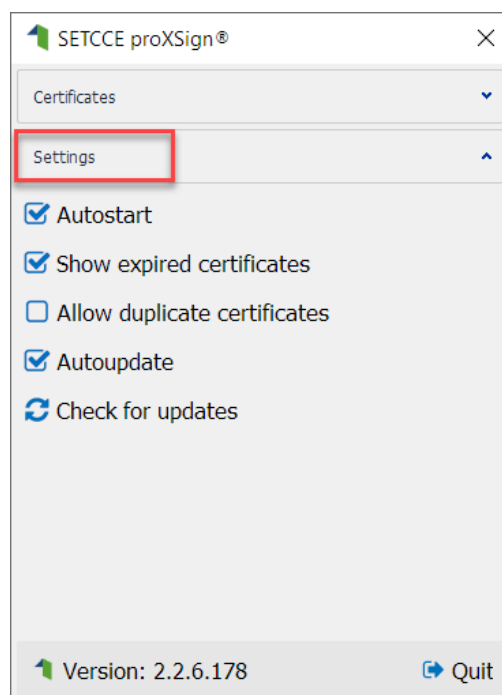 SETCCE proXSign®
Certificates
Settings
Autostart
Show expired certificates
Allow duplicate certificates
Autoupdate
Check for updates
Version: 2.2.6.178 Quit